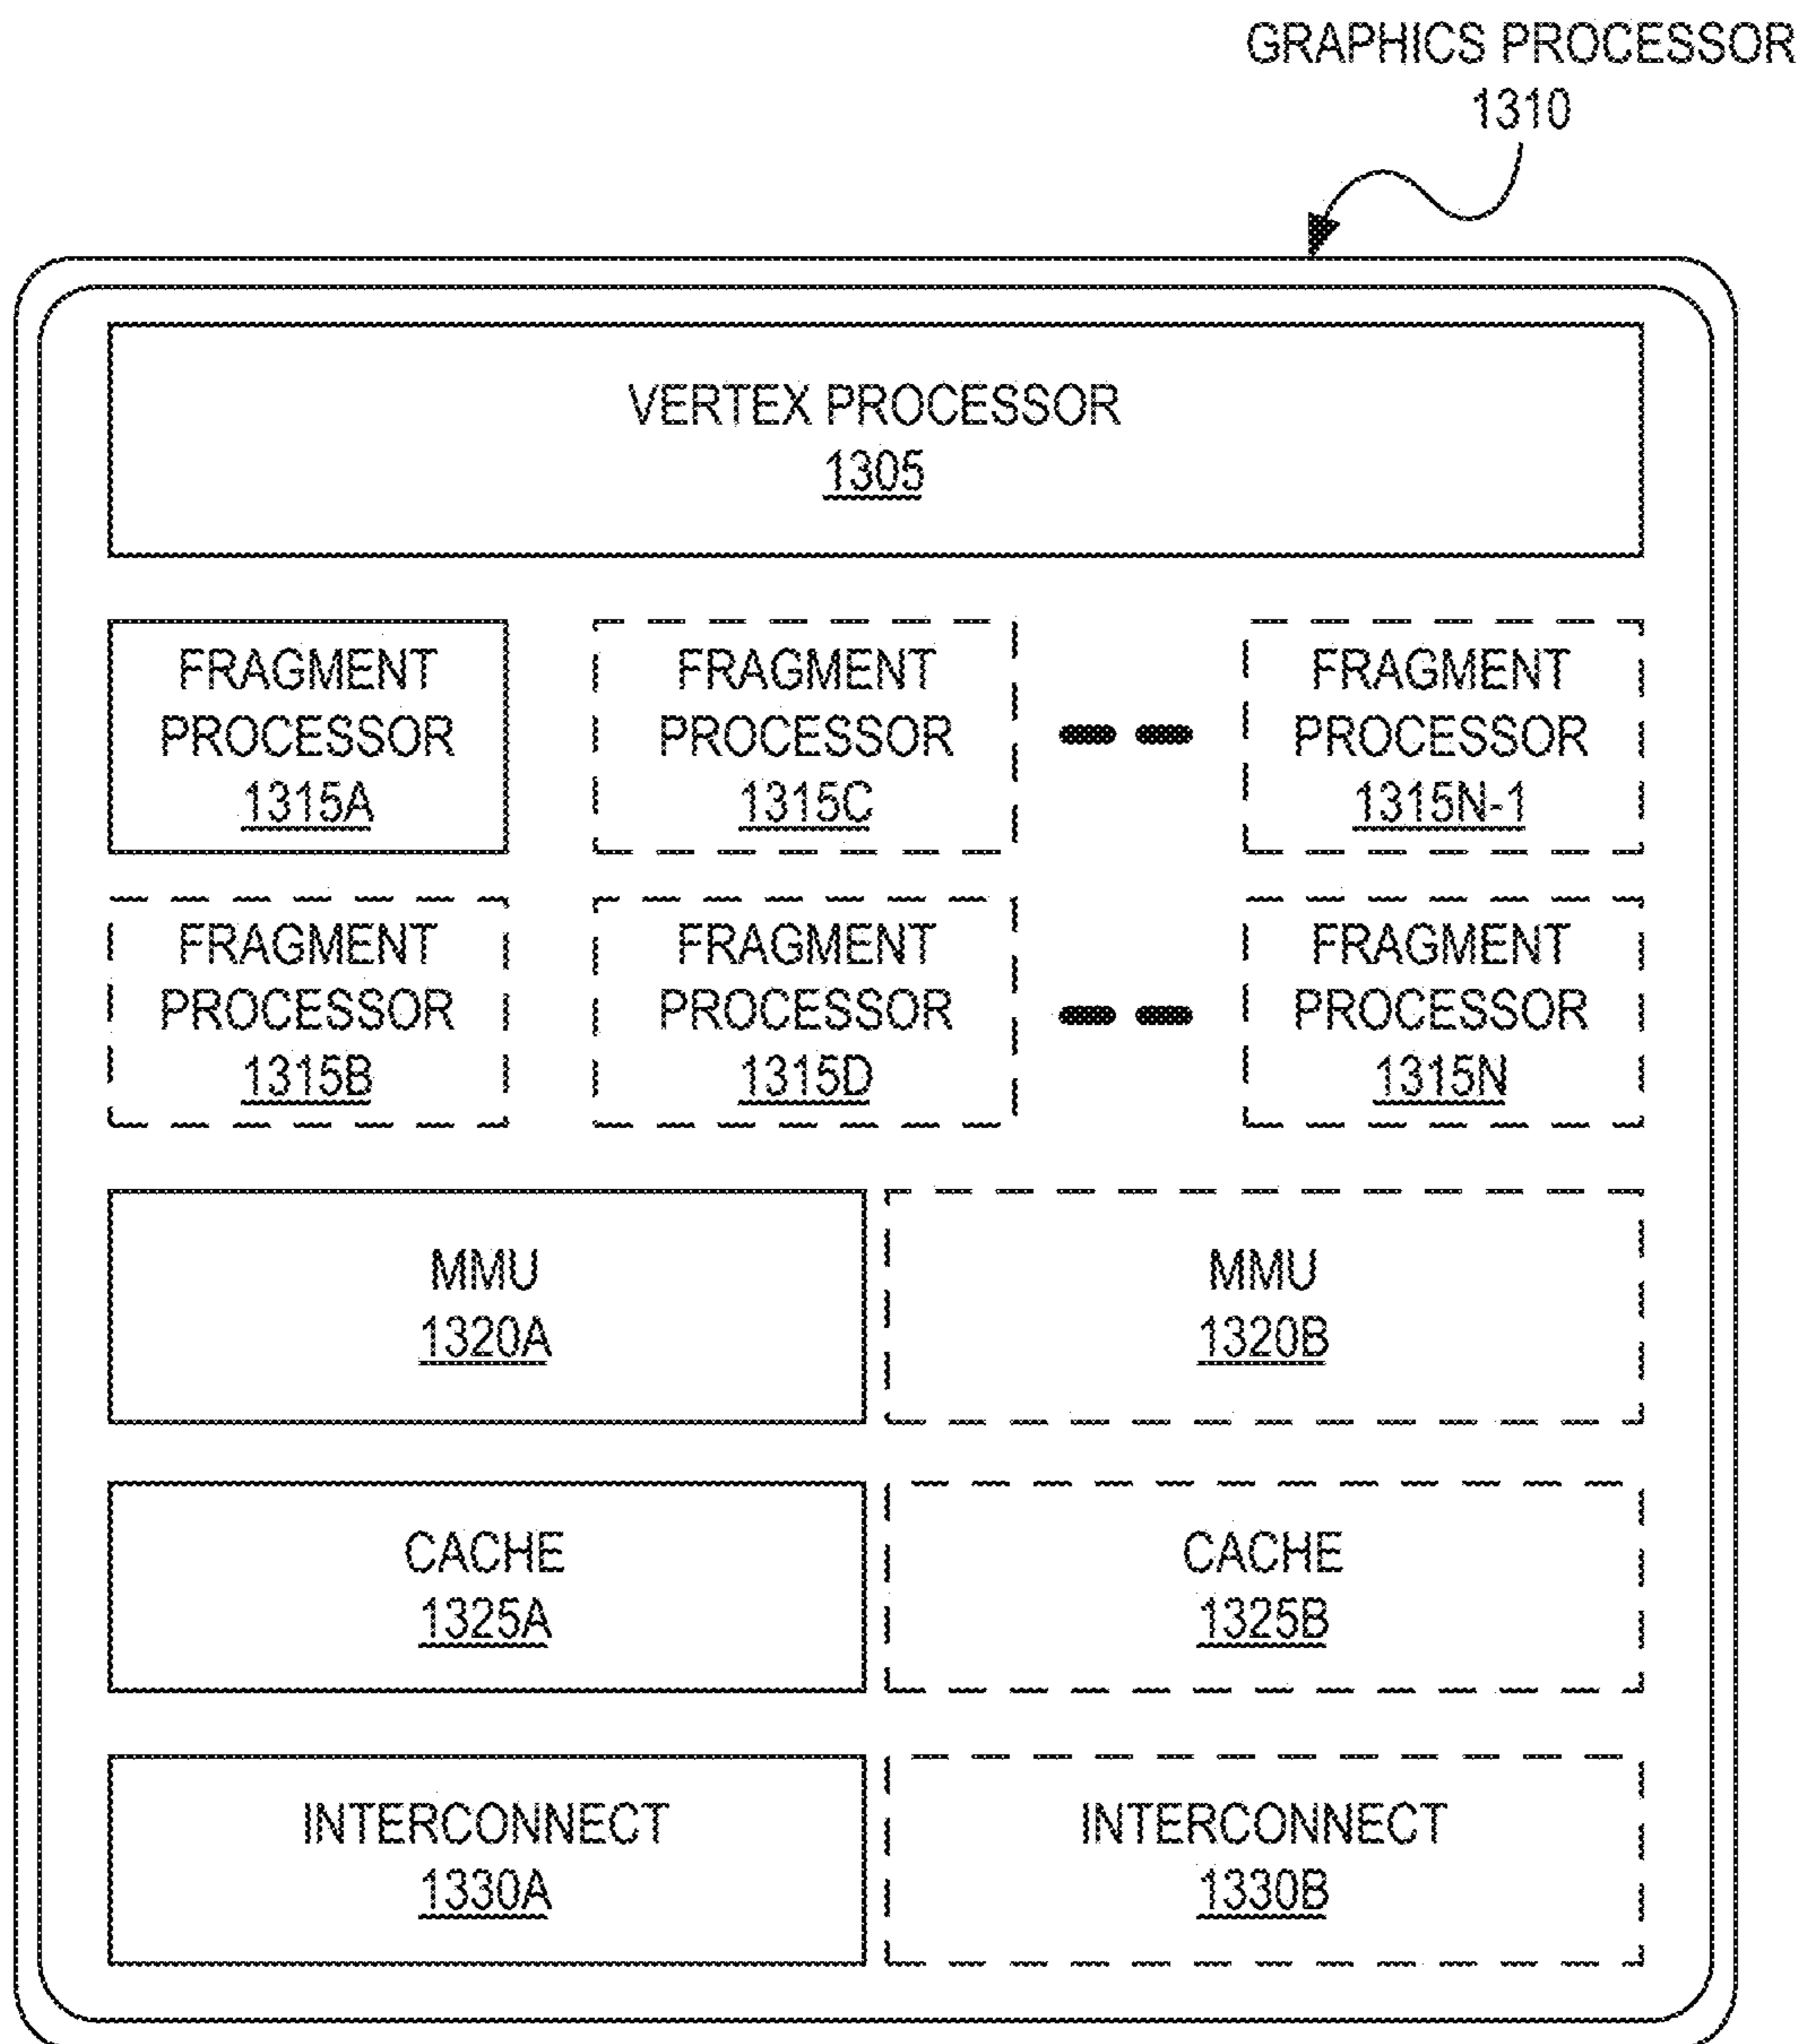 GRAPHICS PROCESSOR
1310
VERTEX PROCESSOR
1305
FRAGMENT
PROCESSOR
1315A
FRAGMENT
PROCESSOR
1315C
FRAGMENT
PROCESSOR
1315N-1
FRAGMENT
PROCESSOR
1315B
FRAGMENT
PROCESSOR
1315D
FRAGMENT
PROCESSOR
1315N
MMU
1320A
MMU
1320B
CACHE
1325A
CACHE
1325B
INTERCONNECT
1330A
INTERCONNECT
1330B